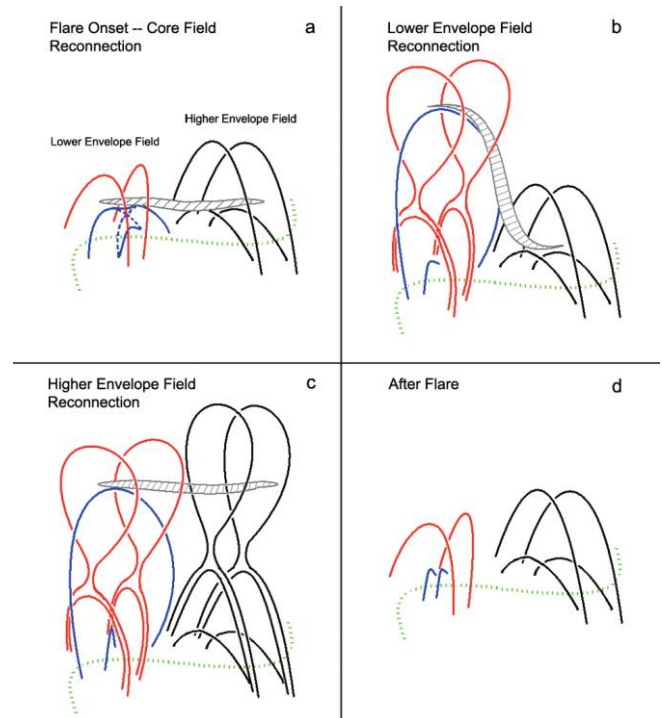 Flare Onset -- Core Field
Reconnection
a
Higher Envelope Field
Lower Envelope Field
Lower Envelope Field
Reconnection
b
Higher Envelope Field
Reconnection
c
After Flare
d